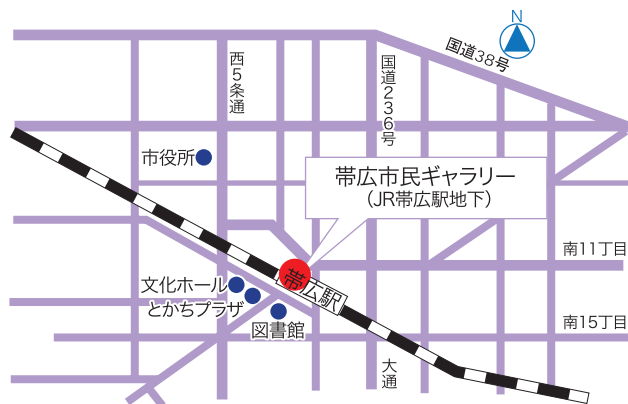 N
国道38号
西5条通
国道236号
市役所
帯広市民ギャラリー
(JR帯広駅地下)
南11丁目
帯広駅
文化ホール
とかちプラザ
図書館
南15丁目
大通